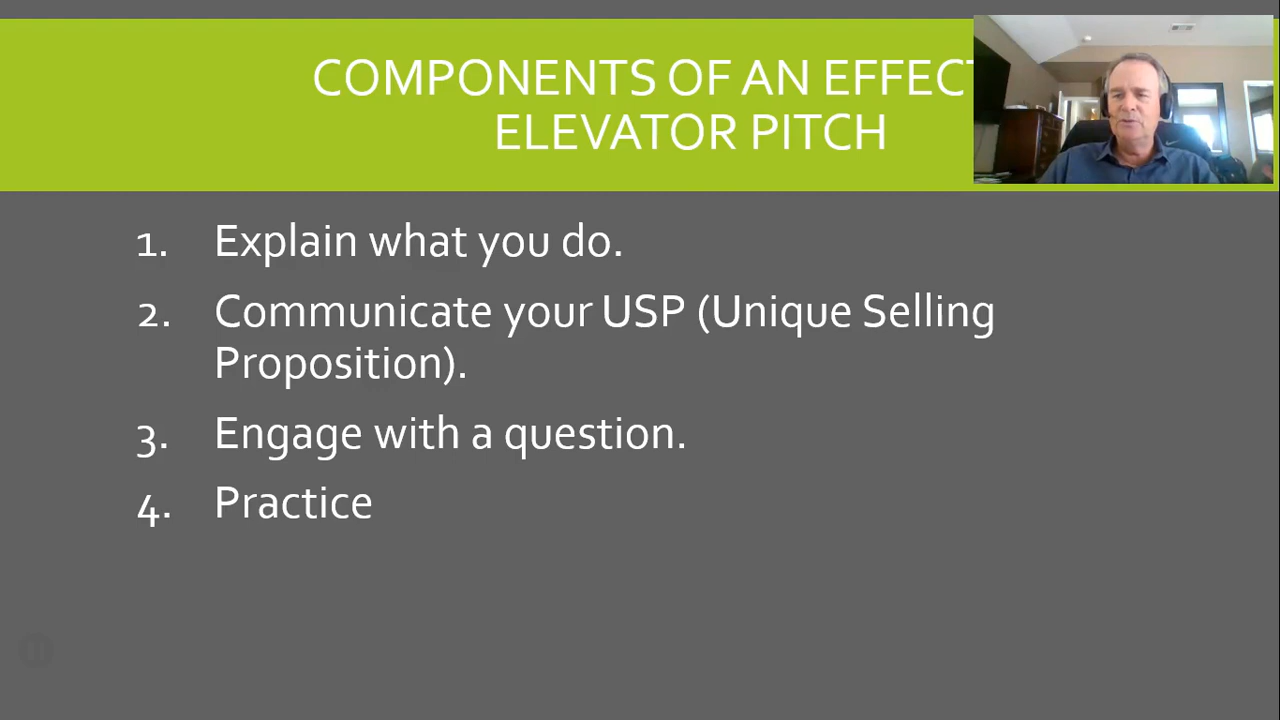 COMPONENTS OF AN EFFECT
ELEVATOR PITCH
1. Explain what you do.
2. Communicate your USP (Unique Selling
Proposition).
3. Engage with a question.
4. Practice